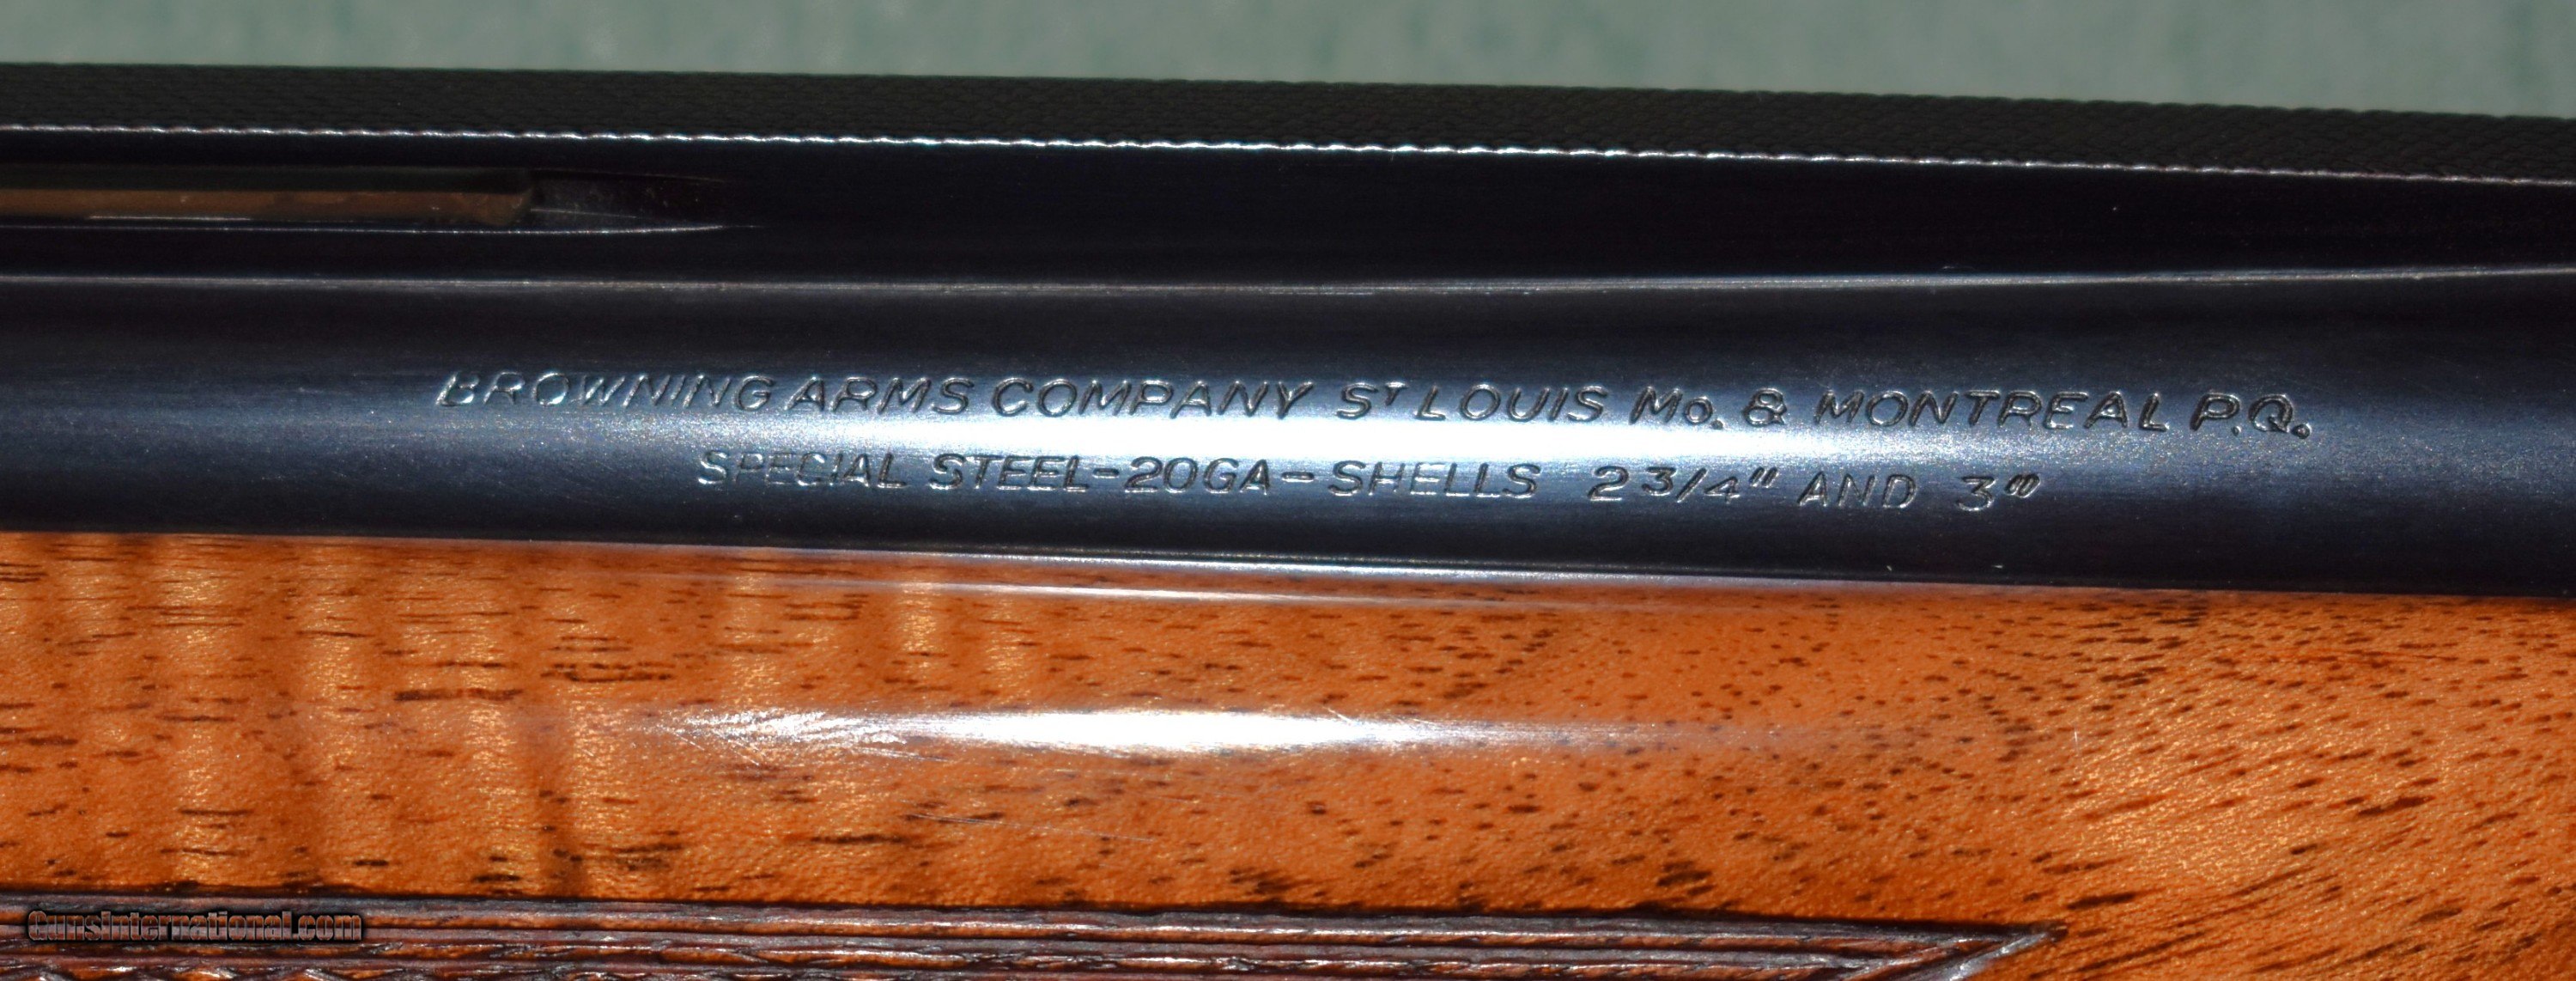 BROWNING ARMS COMPANY ST LOUIS MO. & MONTREAL P.Q.
SPECIAL STEEL-20GA-SHELLS 2 3/4" AND 3"
GunsInternational.com